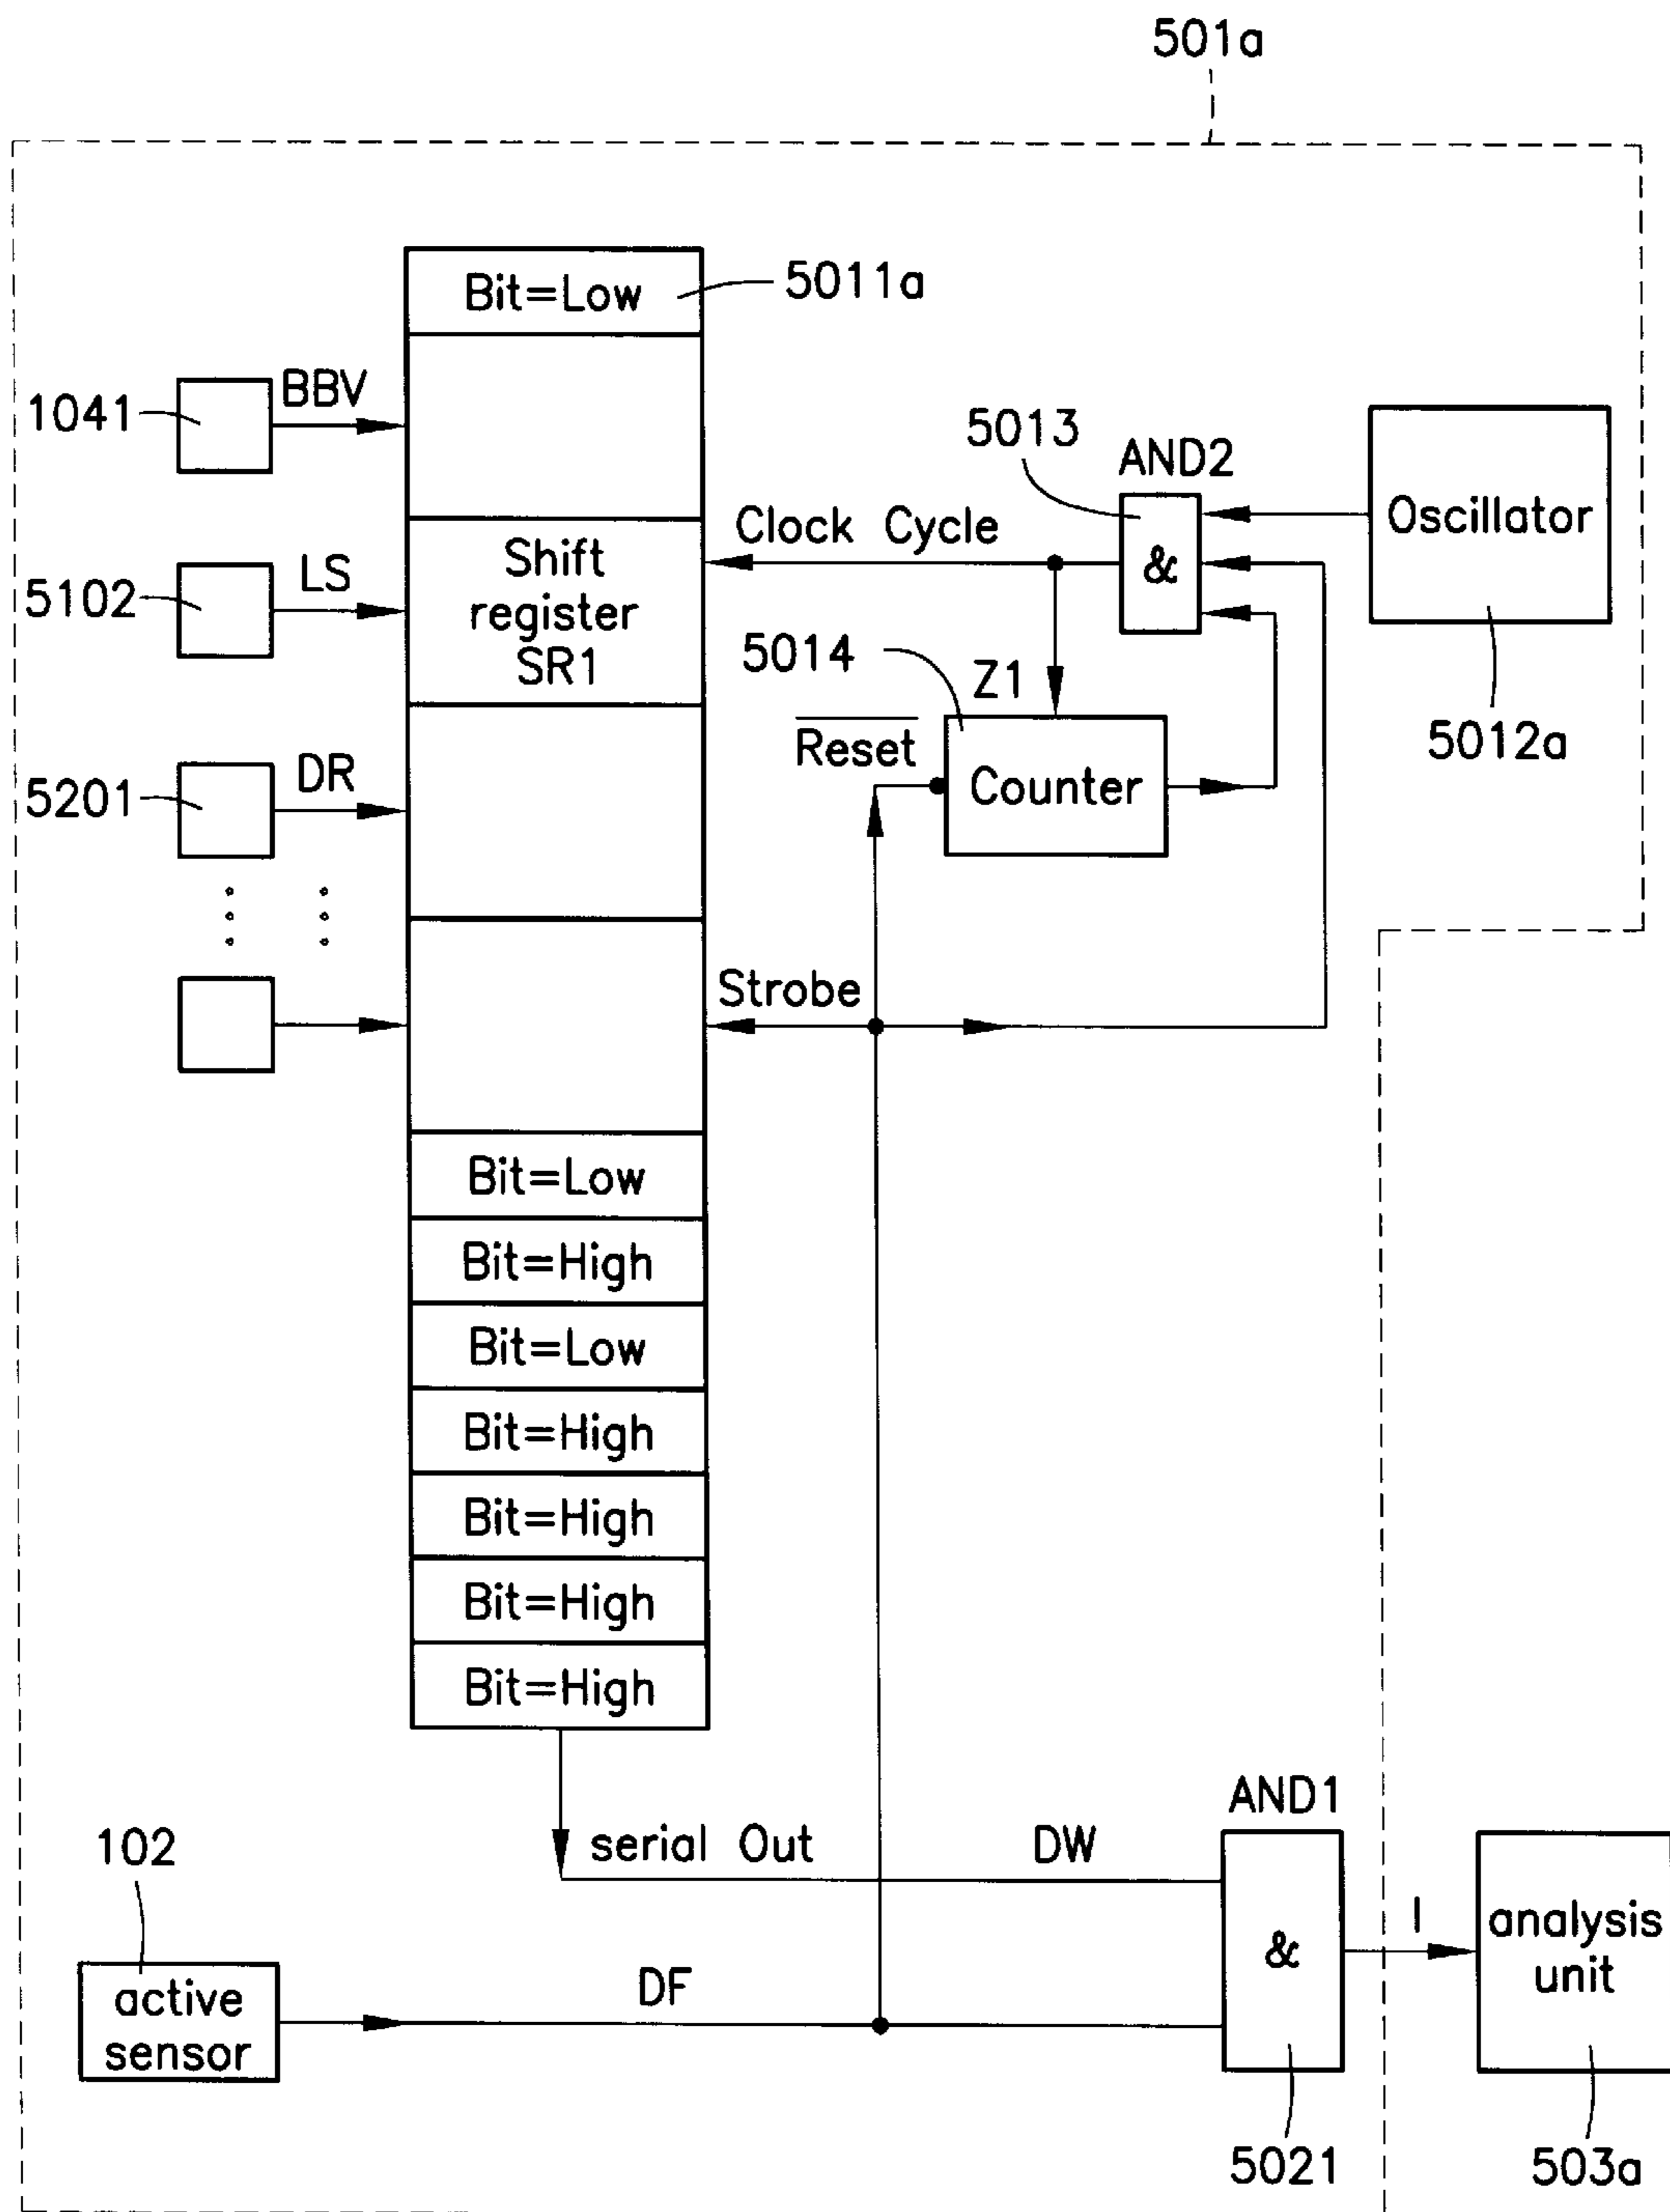 501a
Bit=Low
5011a
1041
BBV
5013
AND2
Oscillator
Clock Cycle
&
5102
LS
Shift
register
SR1
5014
Z1
5012a
Reset
Counter
5201
DR
Strobe
Bit=Low
Bit=High
Bit=Low
Bit=High
Bit=High
Bit=High
Bit=High
AND1
102
serial Out
DW
active
sensor
DF
&
I
analysis
unit
5021
503a